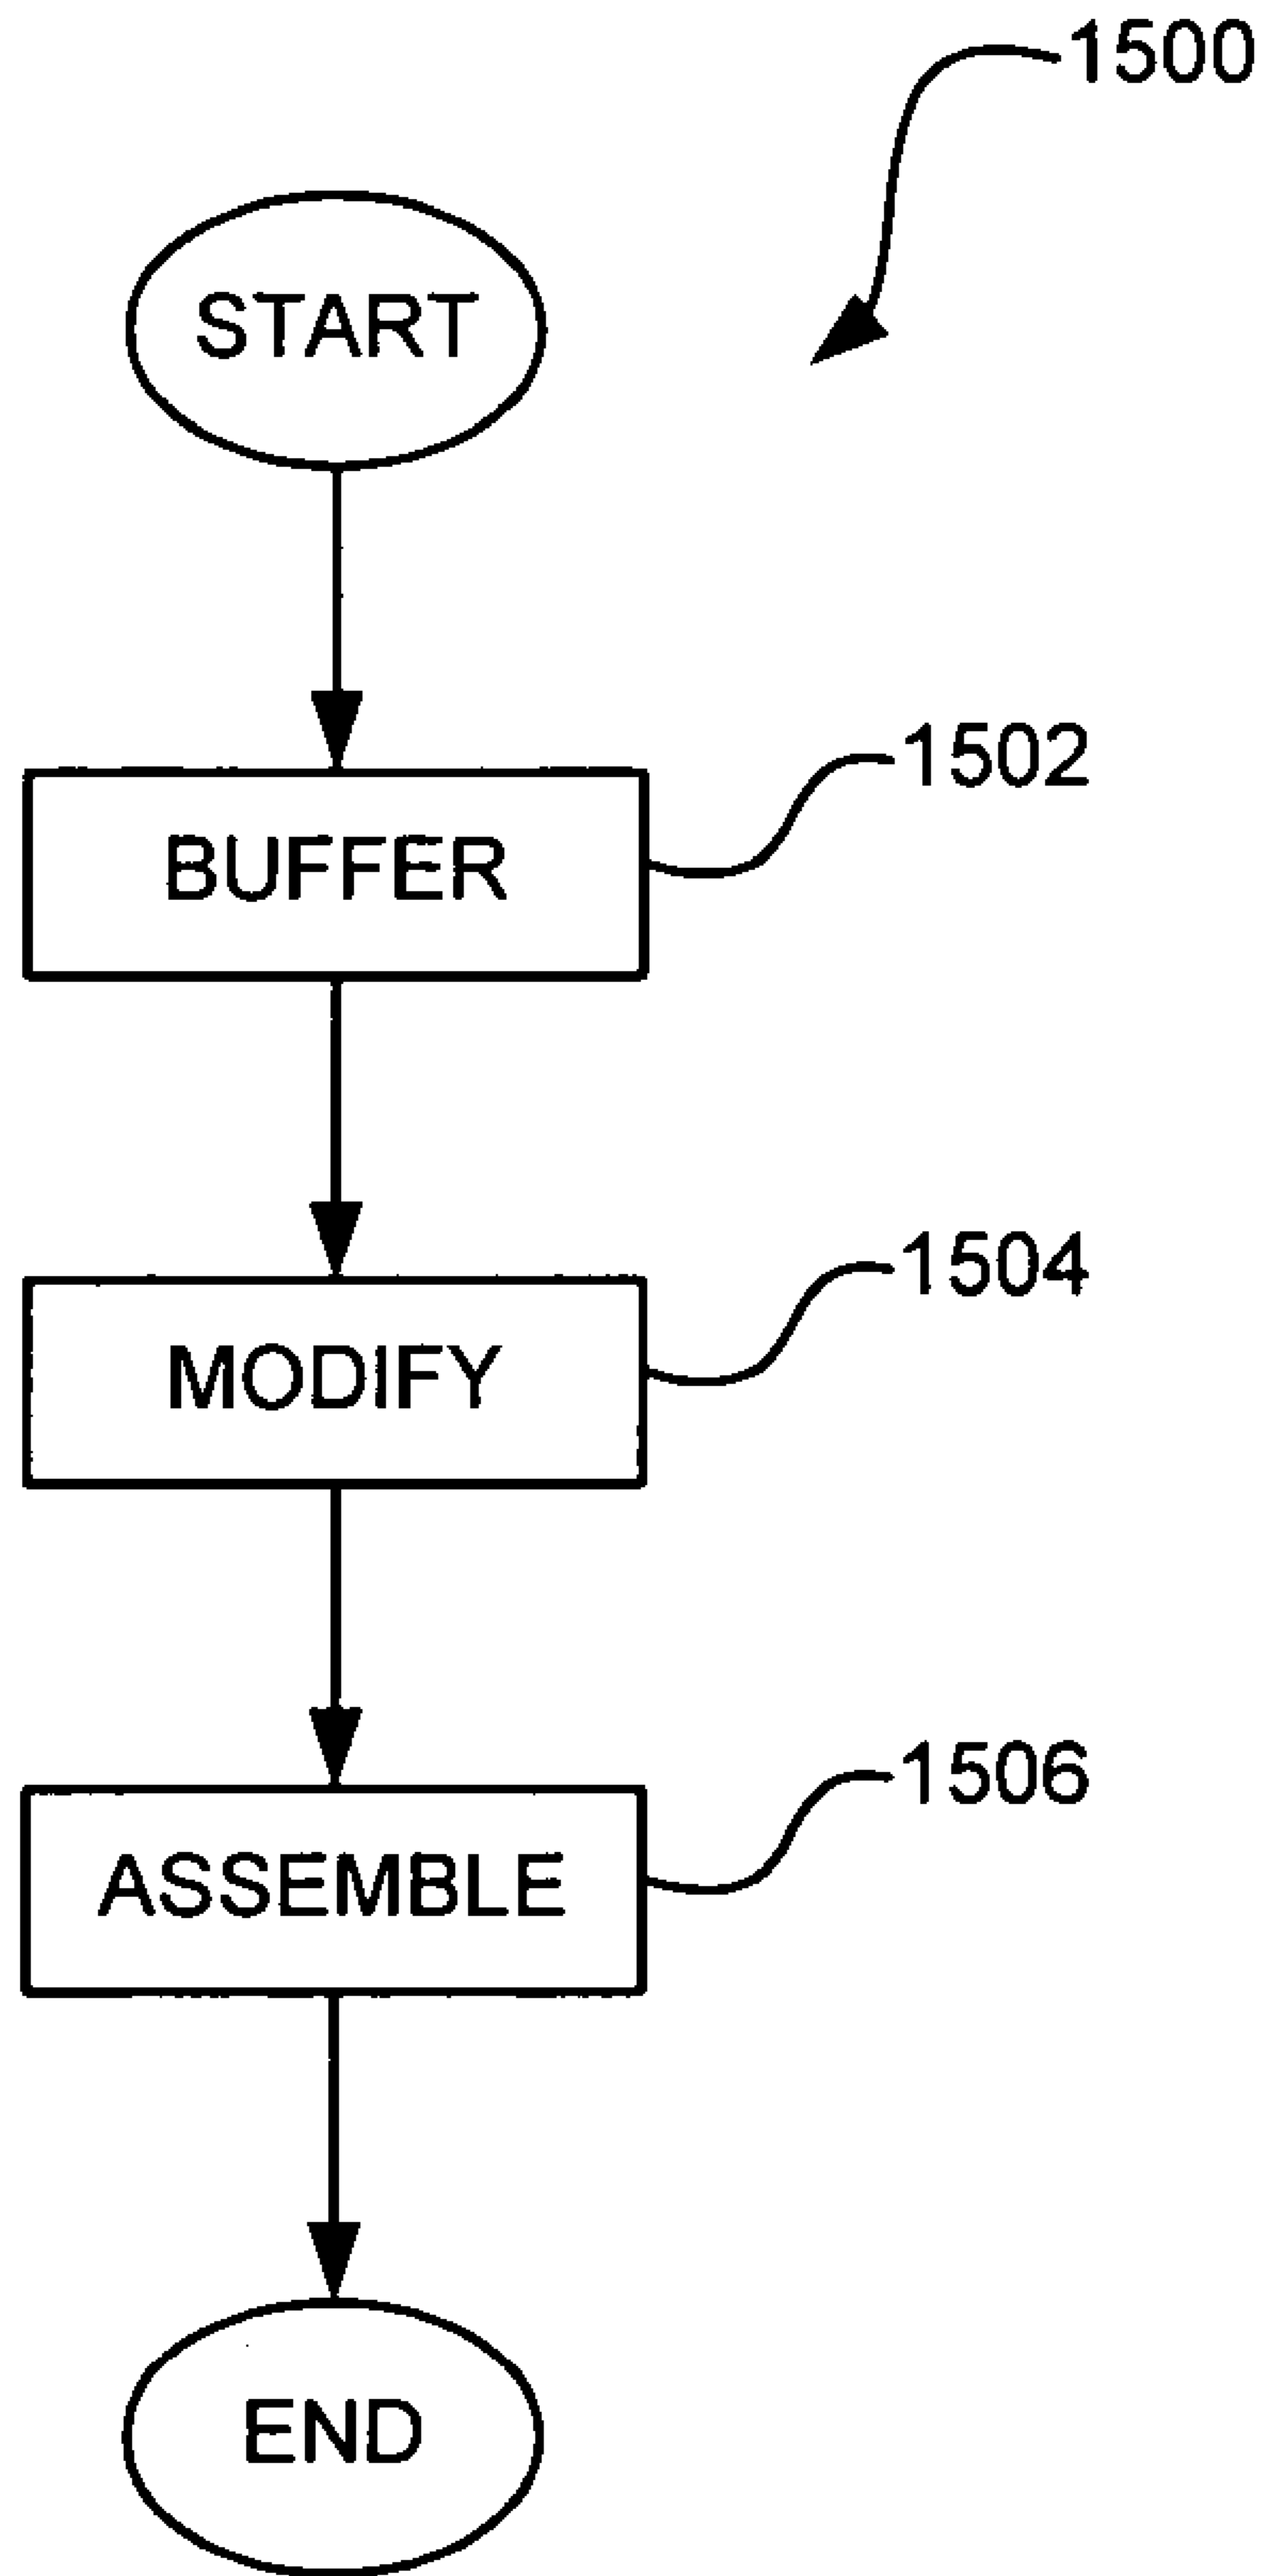 1500
START
1502
BUFFER
1504
MODIFY
1506
ASSEMBLE
END